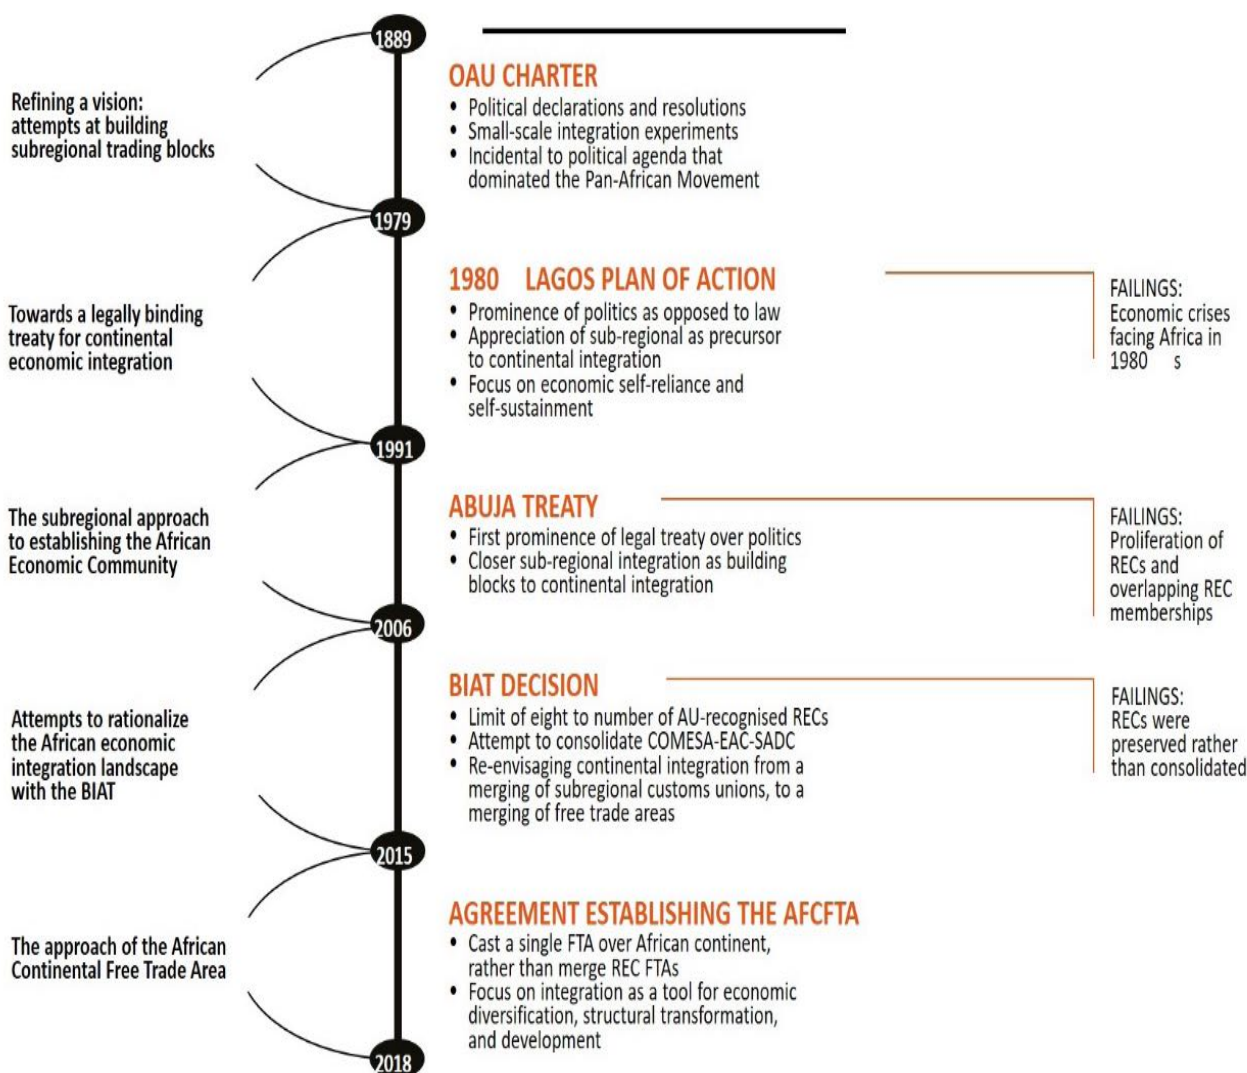 1889
OAU CHARTER
• Political declarations and resolutions
• Small-scale integration experiments
• Incidental to political agenda that
dominated the Pan-African Movement
Refining a vision:
attempts at building
subregional trading blocks
1979
1980 LAGOS PLAN OF ACTION
• Prominence of politics as opposed to law
• Appreciation of sub-regional as precursor
to continental integration
• Focus on economic self-reliance and
self-sustainment
FAILINGS:
Economic crises
facing Africa in
1980 s
Towards a legally binding
treaty for continental
economic integration
1991
ABUJA TREATY
• First prominence of legal treaty over politics
• Closer sub-regional integration as building
blocks to continental integration
FAILINGS:
Proliferation of
RECs and
overlapping REC
memberships
The subregional approach
to establishing the African
Economic Community
2006
BIAT DECISION
• Limit of eight to number of AU-recognised RECs
• Attempt to consolidate COMESA-EAC-SADC
• Re-envisaging continental integration from a
merging of subregional customs unions, to a
merging of free trade areas
FAILINGS:
RECs were
preserved rather
than consolidated
Attempts to rationalize
the African economic
integration landscape
with the BIAT
2015
AGREEMENT ESTABLISHING THE AFCFTA
• Cast a single FTA over African continent,
rather than merge REC FTAs
• Focus on integration as a tool for economic
diversification, structural transformation,
and development
The approach of the African
Continental Free Trade Area
2018